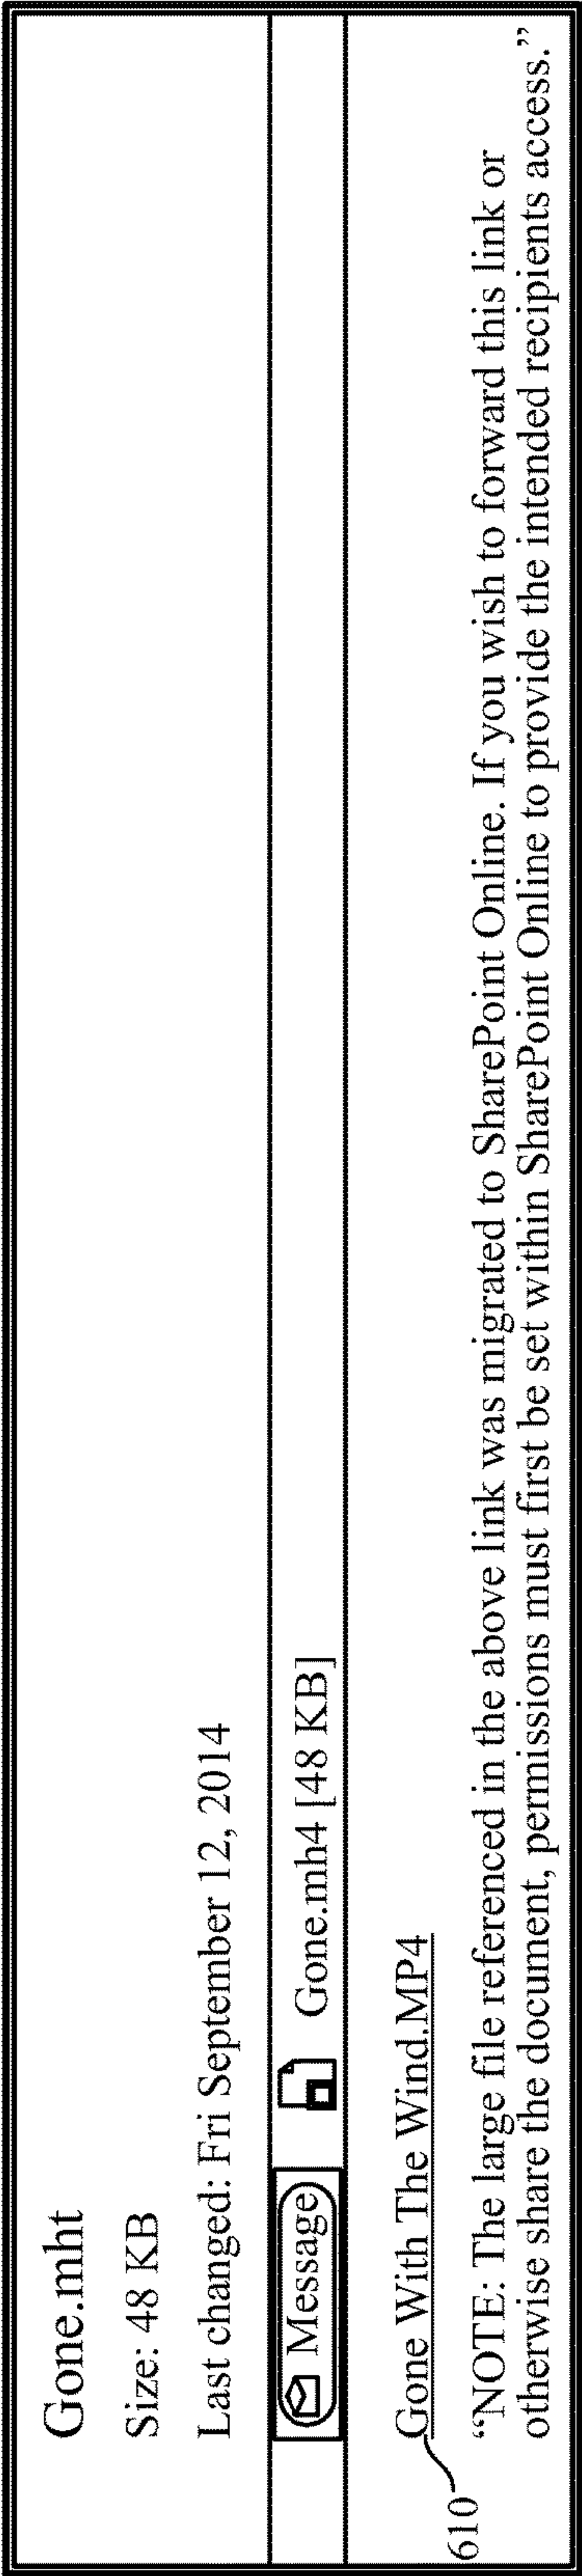 Gone.mht
Size: 48 KB
Last changed: Fri September 12, 2014
Message
Gone.mh4 [48 KB]
Gone With The Wind.MP4
610
“NOTE: The large file referenced in the above link was migrated to SharePoint Online. If you wish to forward this link or
otherwise share the document, permissions must first be set within SharePoint Online to provide the intended recipients access.”